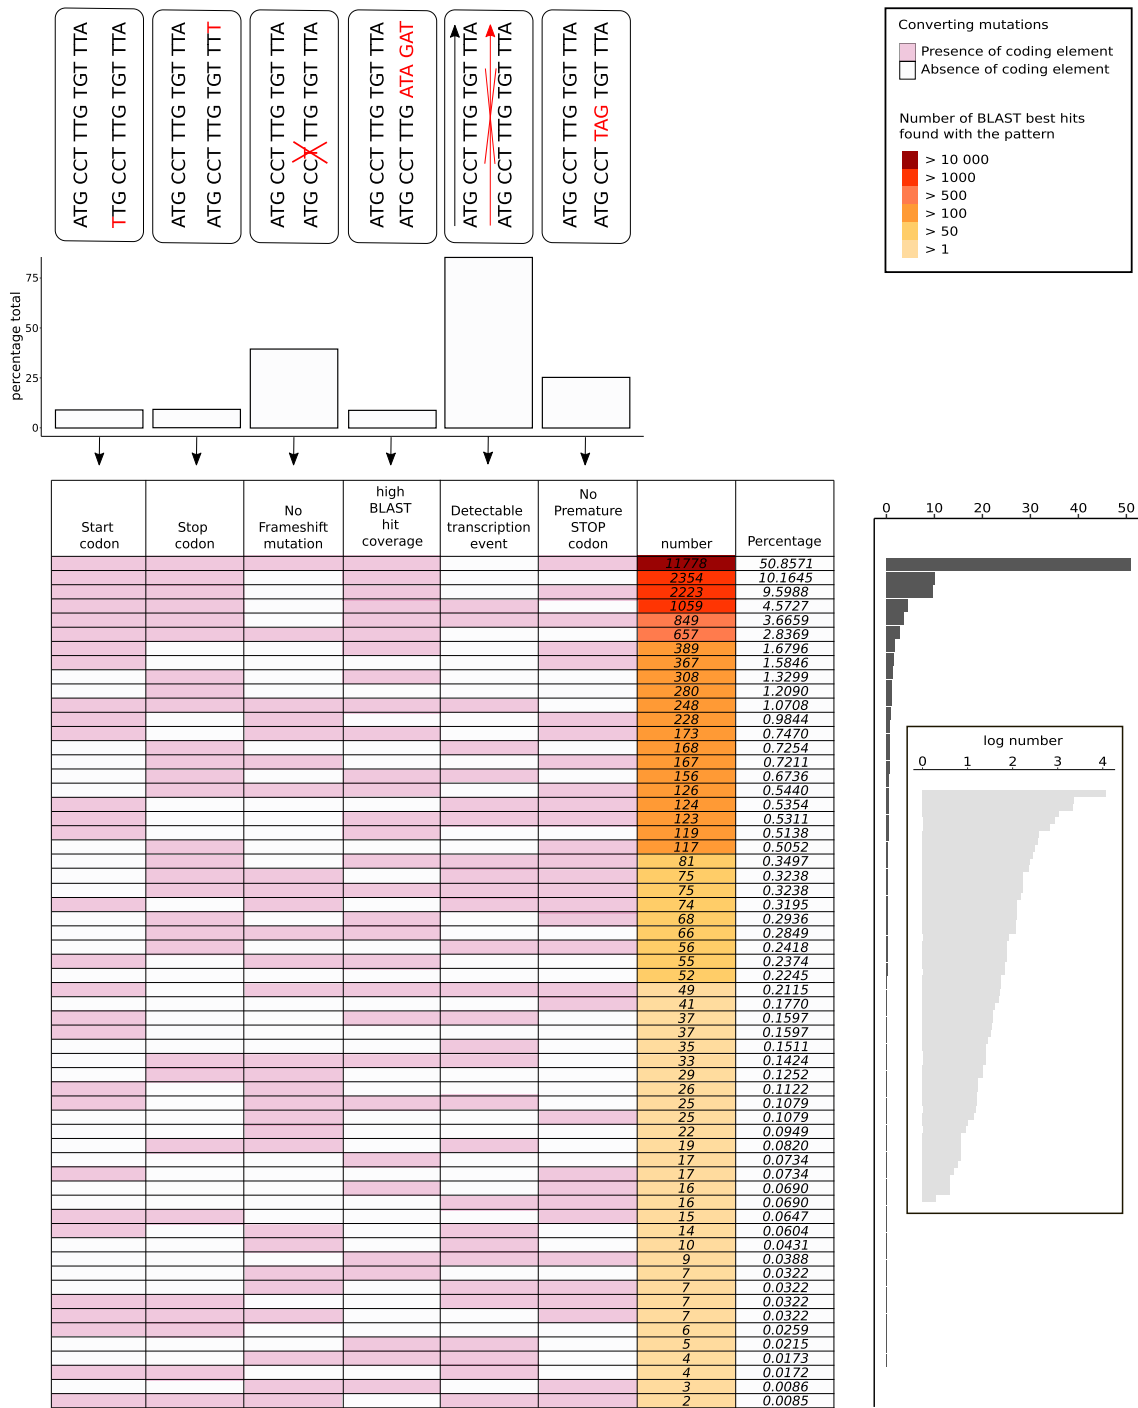 ATG CCT TTG TGT TTA
TTG CCT TTG TGT TTA
ATG CCT TTG TGT TTA
ATG CCT TTG TGT TTT
ATG CCT TTG TGT TTA
ATG CCT TTG TGT TTA
ATG CCT TTG TGT TTA
ATG CCT TTG ATA GAT
ATG CCT TTG TGT TTA
ATG CCT TTG TGT TTA
ATG CCT TTG TGT TTA
ATG CCT TAG TGT TTA
Converting mutations
Presence of coding element
Absence of coding element
Number of BLAST best hits
found with the pattern
> 10 000
> 1000
> 500
> 100
> 50
> 1
percentage total
75
50
25
0
Start
codon
Stop
codon
No
Frameshift
mutation
high
BLAST
hit
coverage
Detectable
transcription
event
No
Premature
STOP
codon
number
Percentage
0 10 20 30 40 50
11778 50.8571
2354 10.1645
2223 9.5988
1059 4.5727
849 3.6659
657 2.8369
389 1.6796
367 1.5846
308 1.3299
280 1.2090
248 1.0708
228 0.9844
173 0.7470
168 0.7254
167 0.7211
156 0.6736
126 0.5440
124 0.5354
123 0.5311
119 0.5138
117 0.5052
81 0.3497
75 0.3238
75 0.3238
74 0.3195
68 0.2936
66 0.2849
56 0.2418
55 0.2374
52 0.2245
49 0.2115
41 0.1770
37 0.1597
37 0.1597
35 0.1511
33 0.1424
29 0.1252
26 0.1122
25 0.1079
25 0.1079
22 0.0949
19 0.0820
17 0.0734
17 0.0734
16 0.0690
16 0.0690
15 0.0647
14 0.0604
10 0.0431
9 0.0388
7 0.0322
7 0.0322
7 0.0322
7 0.0322
6 0.0259
5 0.0215
4 0.0173
4 0.0172
3 0.0086
2 0.0085
log number
0 1 2 3 4